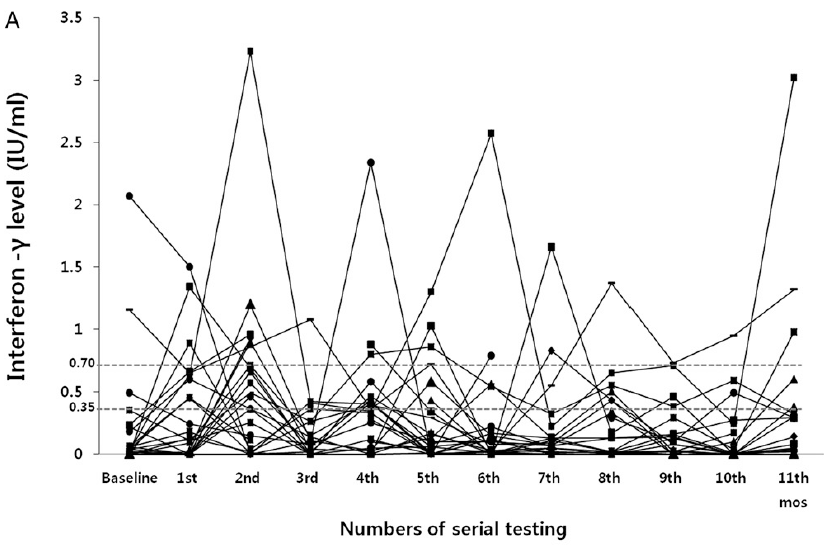 A
Interferon -γ level (IU/ml)
3.5
3
2.5
2
1.5
1
0.70
0.5
0.35
0
Baseline 1st 2nd 3rd 4th 5th 6th 7th 8th 9th 10th 11th
mos
Numbers of serial testing